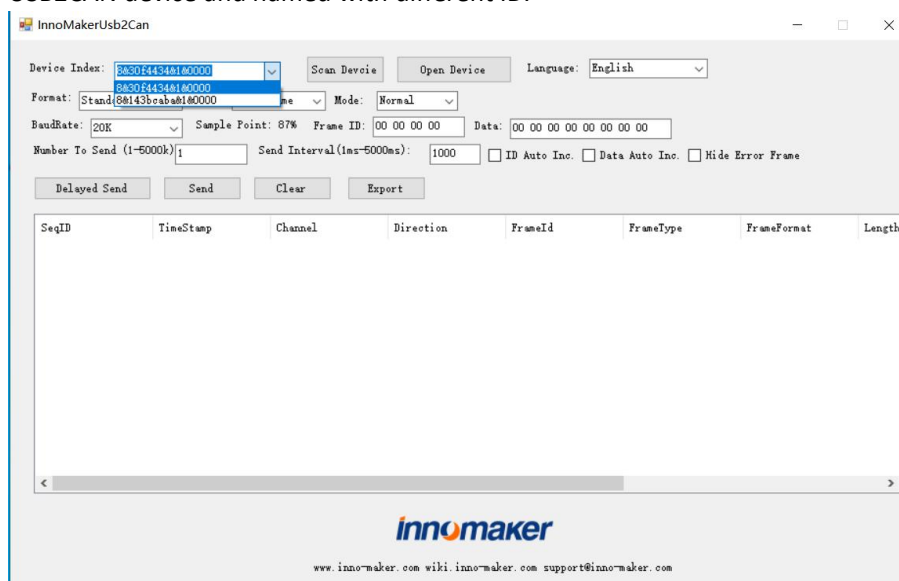 USB2CAN device and named with different ID.
InnoMakerUsb2Can
Device Index: 8&30f4434&1&0000 Scan Devcie Open Device Language: English
8&30f4434&1&0000
8&143bcaba&1&0000
Format: Stand me Mode: Normal
BaudRate: 20K Sample Point: 87% Frame ID: 00 00 00 00 Data: 00 00 00 00 00 00 00 00
Number To Send (1-5000k) 1 Send Interval(1ms-5000ms): 1000 ID Auto Inc. Data Auto Inc. Hide Error Frame
Delayed Send Send Clear Export
SeqID TimeStamp Channel Direction FrameId FrameType FrameFormat Length
innomaker
www.inno-maker.com wiki.inno-maker.com support@inno-maker.com